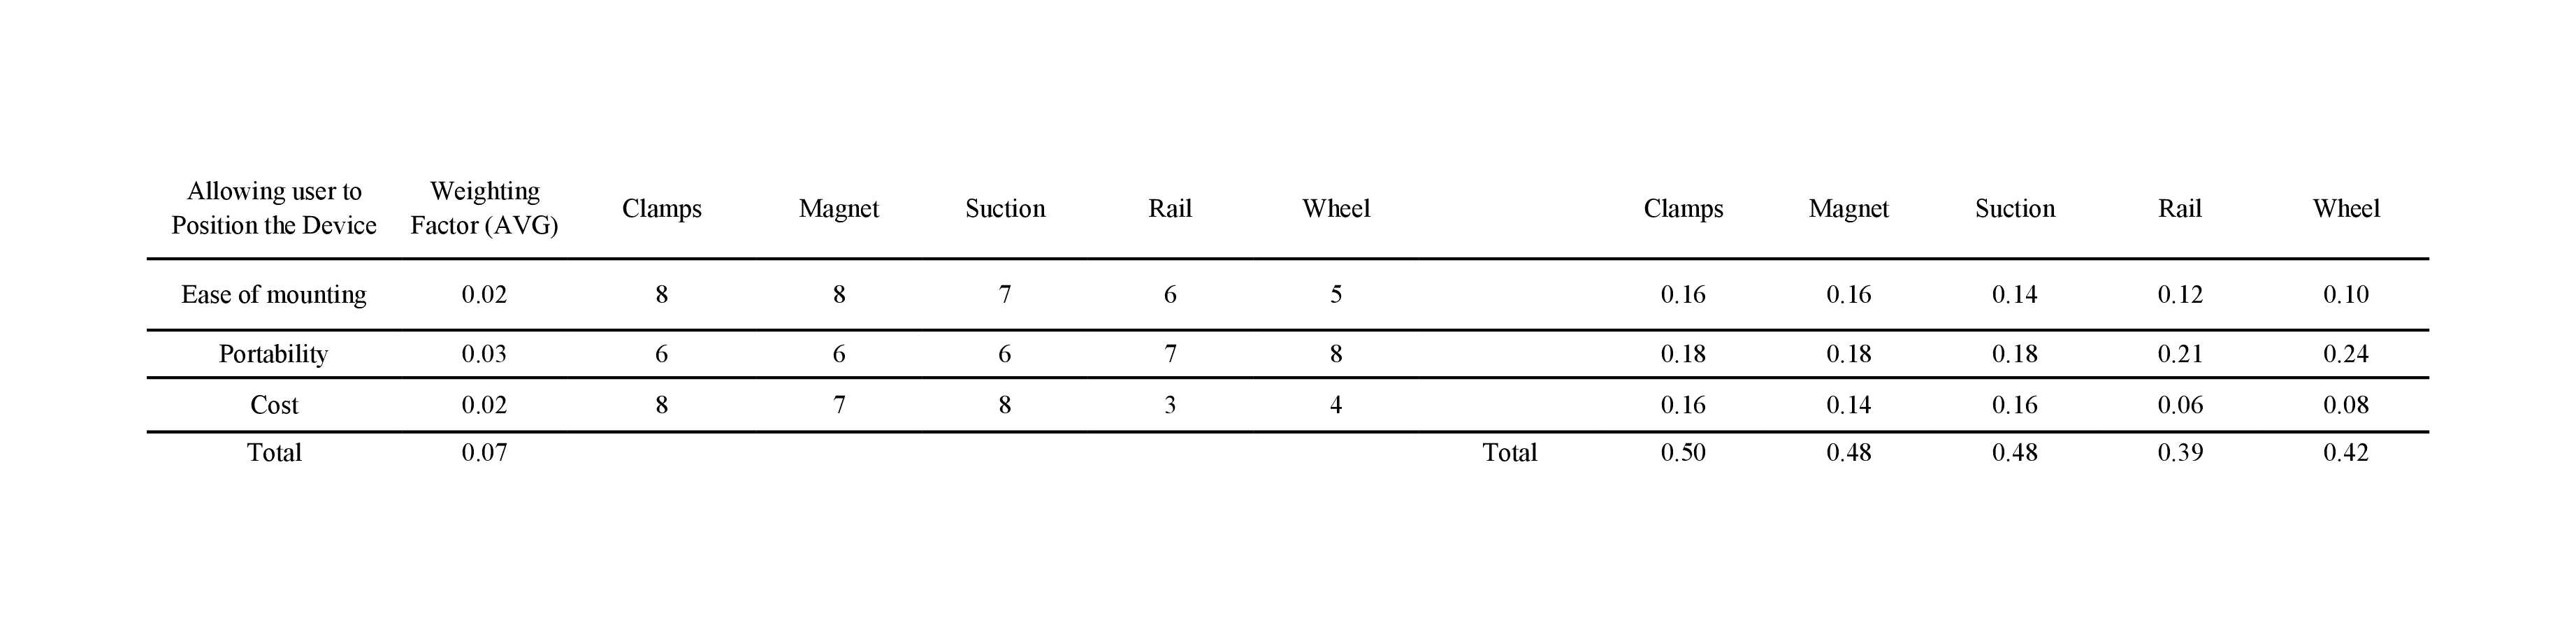 Allowing user to
Position the Device
Weighting
Factor (AVG)
Clamps Magnet Suction Rail Wheel Clamps Magnet Suction Rail Wheel
Ease of mounting 0.02 8 8 7 6 5 0.16 0.16 0.14 0.12 0.10
Portability 0.03 6 6 6 7 8 0.18 0.18 0.18 0.21 0.24
Cost 0.02 8 7 8 3 4 0.16 0.14 0.16 0.06 0.08
Total 0.07 Total 0.50 0.48 0.48 0.39 0.42